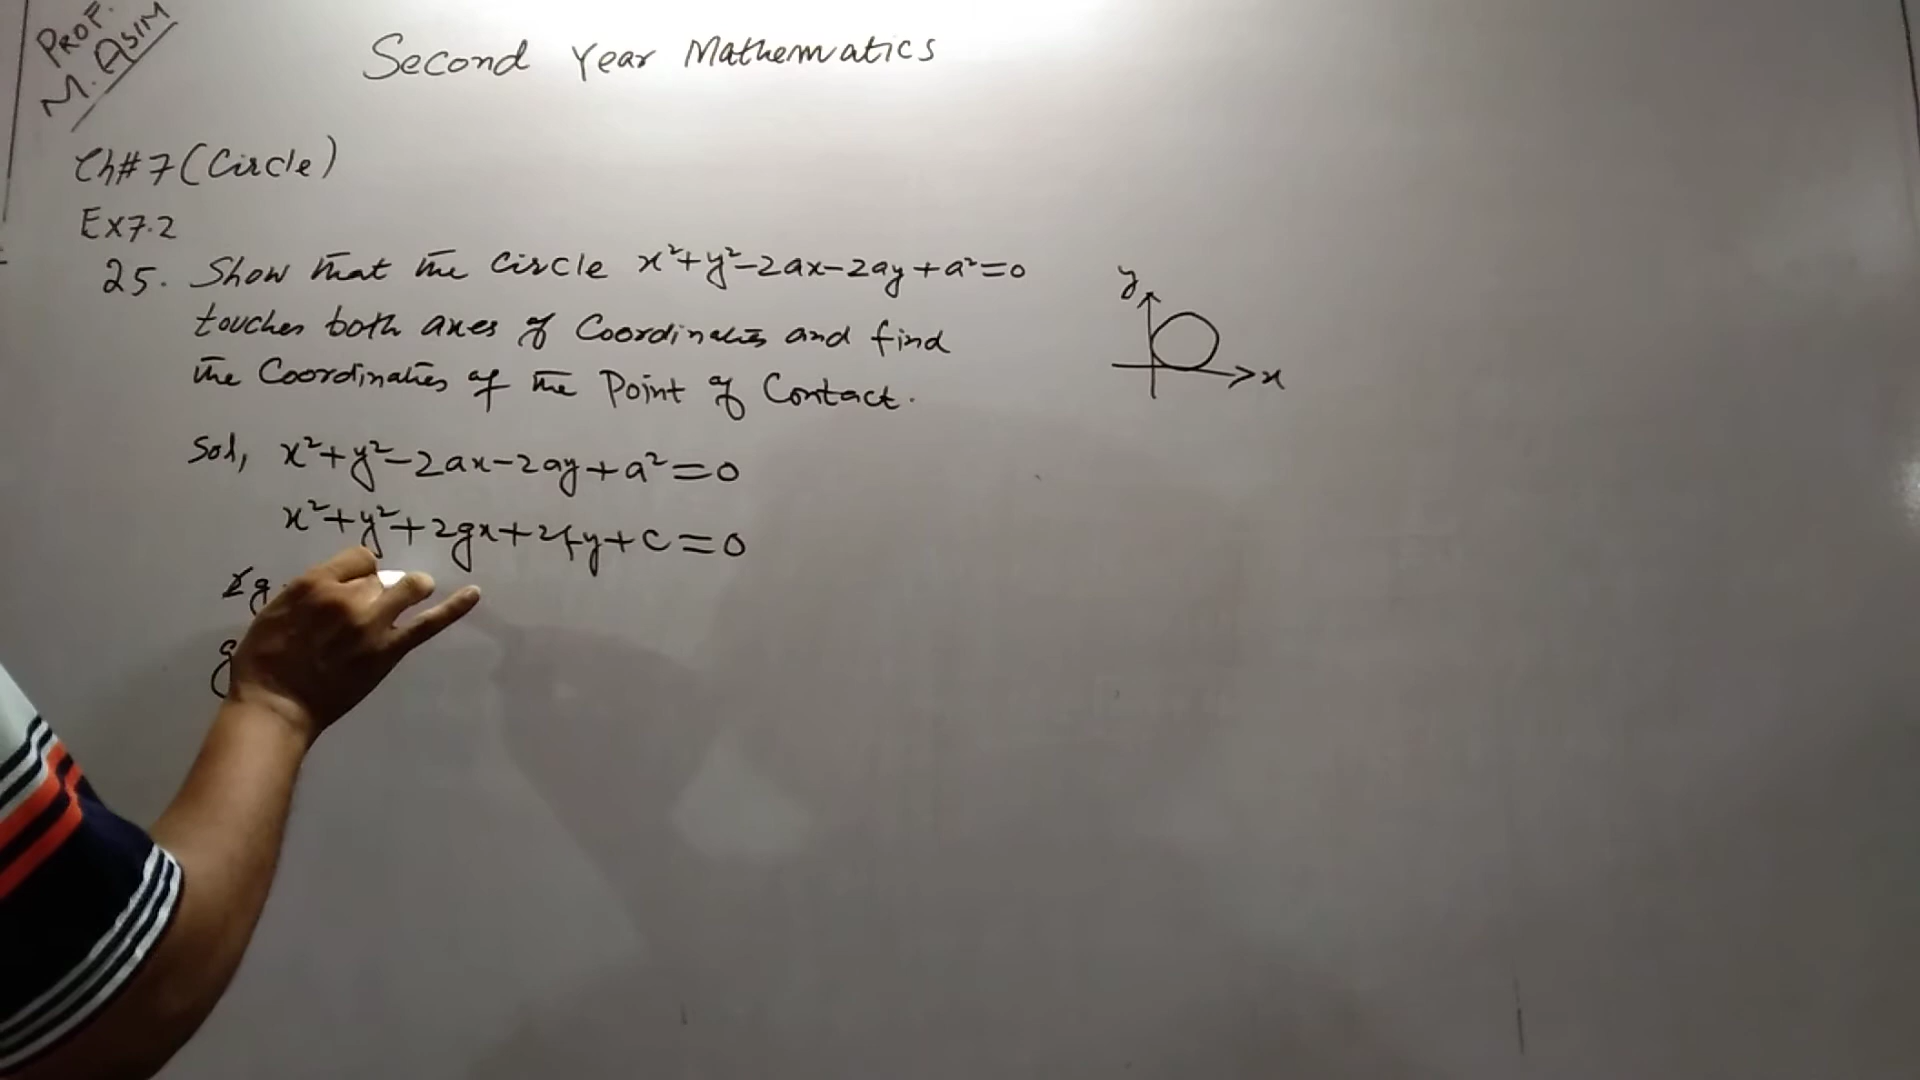 PROF.
M. ASIM
Second Year Mathematics
Ch# 7 (Circle)
Ex7.2
25. Show that the Circle x²+y²-2ax-2ay+a²=0
touches both axes of Coordinates and find
the Coordinates of the Point of Contact.
Sol, x²+y²-2ax-2ay+a²=0
x²+y²+2gx+2fy+c=0
2g
g
y
x